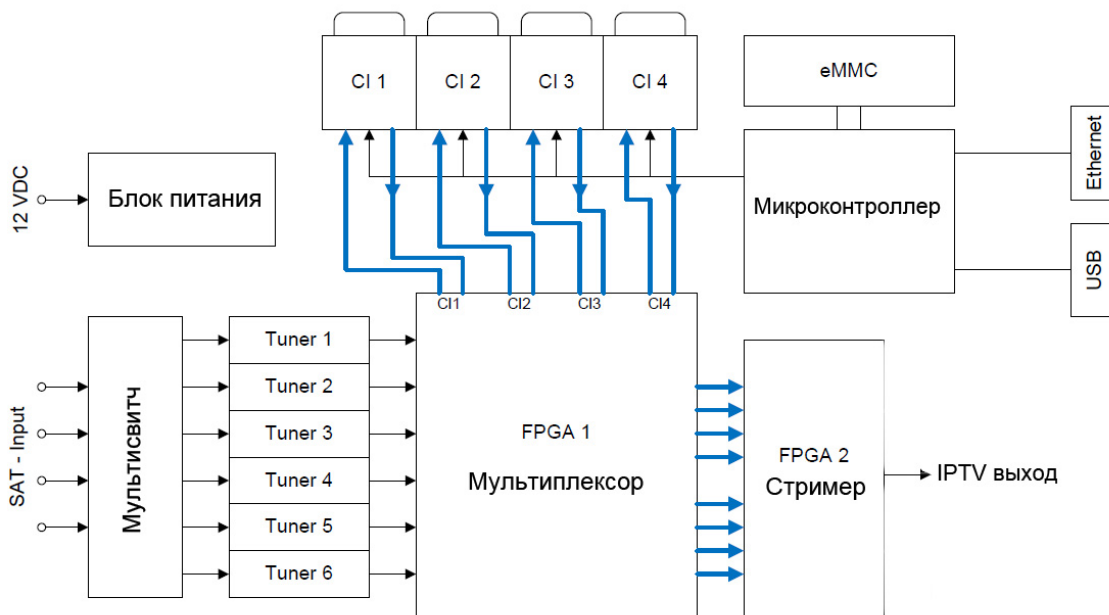 CI 1
CI 2
CI 3
CI 4
eMMC
Ethernet
12 VDC
Блок питания
Микроконтроллер
USB
CI1
CI2
CI3
CI4
SAT - Input
Мультисвитч
Tuner 1
Tuner 2
Tuner 3
Tuner 4
Tuner 5
Tuner 6
FPGA 1
Мультиплексор
FPGA 2
Стример
IPTV выход